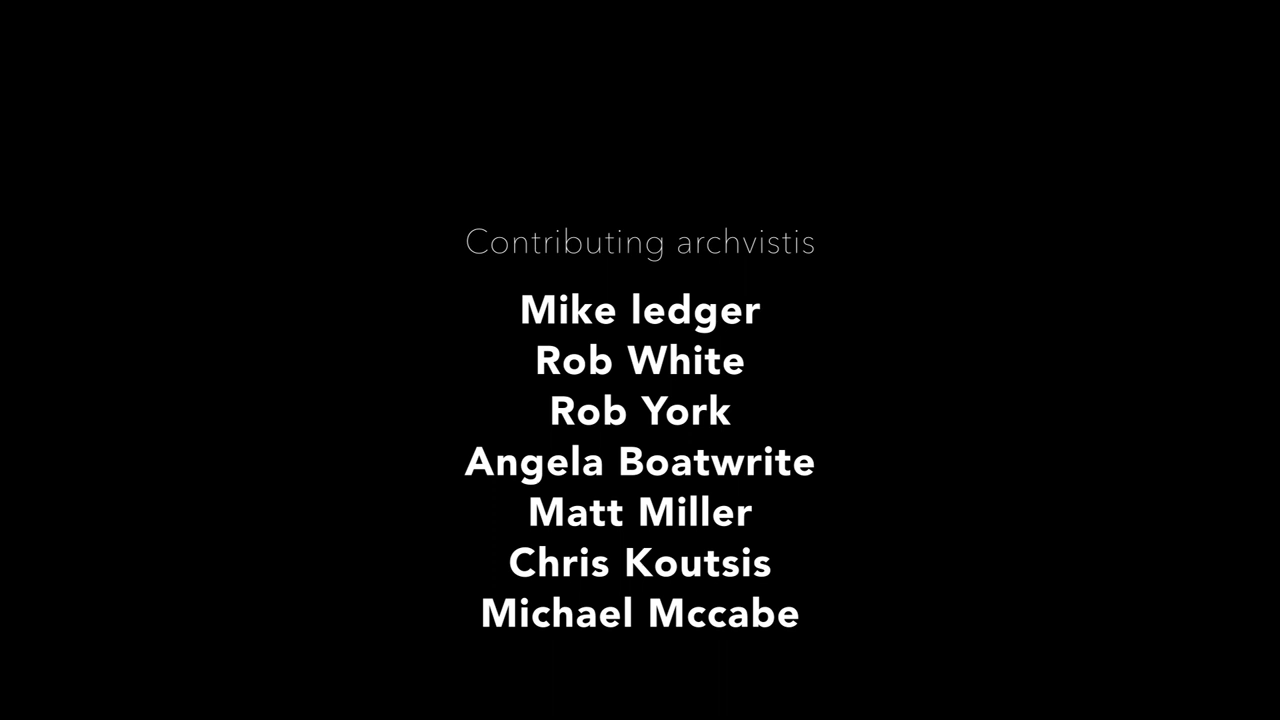 Contributing archvistis
Mike ledger
Rob White
Rob York
Angela Boatwrite
Matt Miller
Chris Koutsis
Michael Mccabe